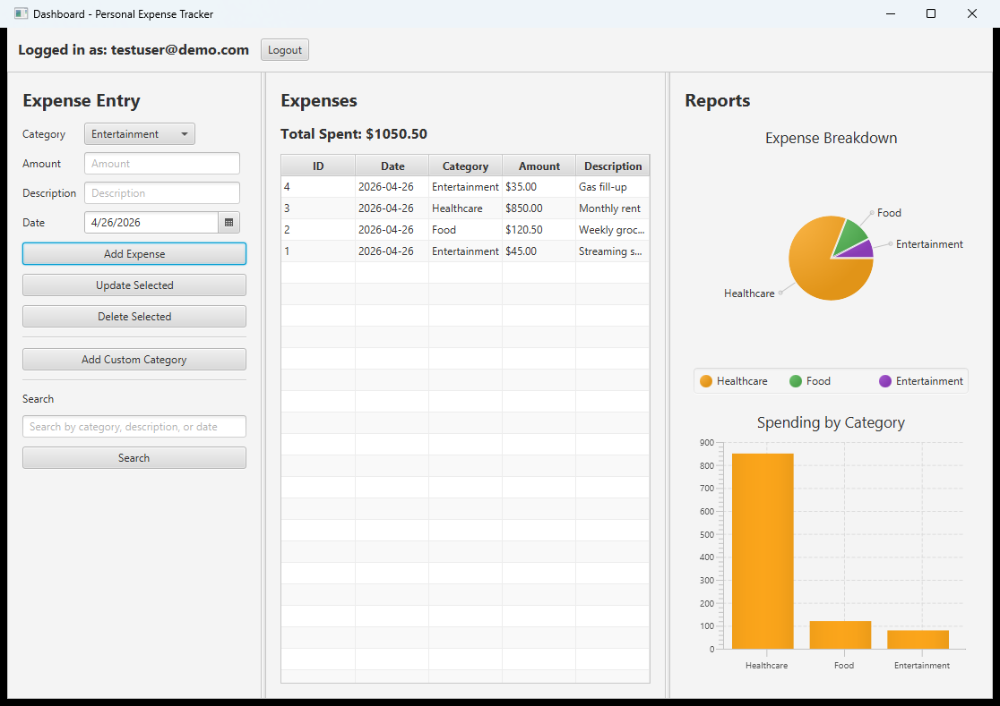 Dashboard - Personal Expense Tracker
Logged in as: testuser@demo.com Logout
Expense Entry
Category Entertainment
Amount Amount
Description Description
Date 4/26/2026
Add Expense
Update Selected
Delete Selected
Add Custom Category
Search
Search by category, description, or date
Search
Expenses
Total Spent: $1050.50
ID Date Category Amount Description
4 2026-04-26 Entertainment $35.00 Gas fill-up
3 2026-04-26 Healthcare $850.00 Monthly rent
2 2026-04-26 Food $120.50 Weekly groc...
1 2026-04-26 Entertainment $45.00 Streaming s...
Reports
Expense Breakdown
Food
Entertainment
Healthcare
Healthcare Food Entertainment
Spending by Category
900
800
700
600
500
400
300
200
100
0
Healthcare Food Entertainment